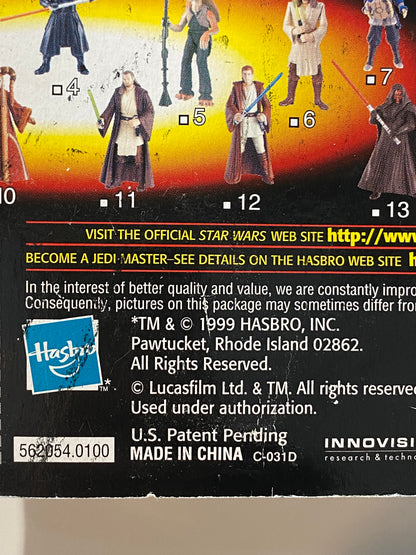 4
5
6
7
10
11
12
13
VISIT THE OFFICIAL STAR WARS WEB SITE http://www
BECOME A JEDI MASTER–SEE DETAILS ON THE HASBRO WEB SITE h
In the interest of better quality and value, we are constantly impro
Consequently, pictures on this package may sometimes differ from
*TM & © 1999 HASBRO, INC.
Pawtucket, Rhode Island 02862.
All Rights Reserved.
Hasbro
TM*
© Lucasfilm Ltd. & TM. All rights reserved
Used under authorization.
U.S. Patent Pending
562054.0100
MADE IN CHINA C-031D
INNOVISI
research & techno